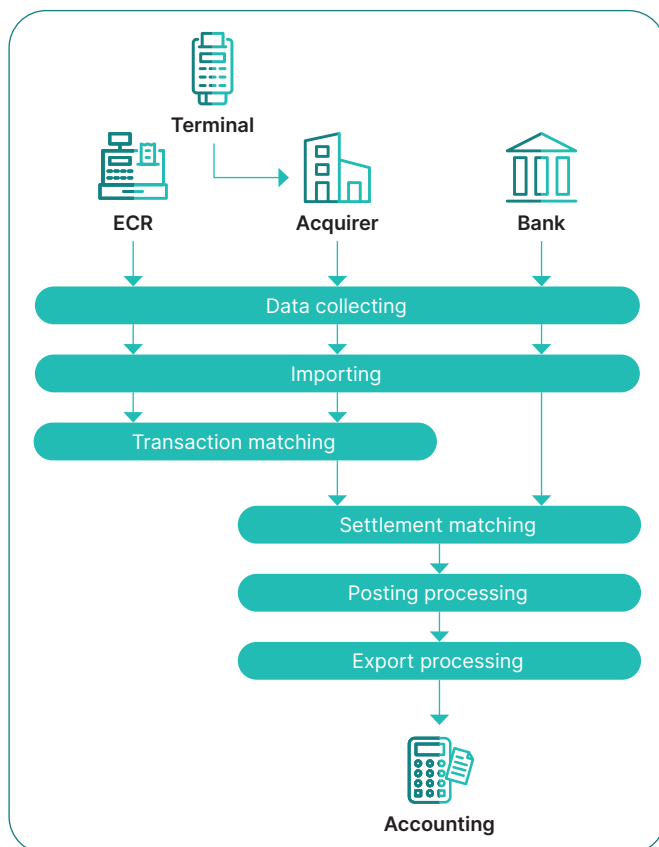 Terminal
ECR
Acquirer
Bank
Data collecting
Importing
Transaction matching
Settlement matching
Posting processing
Export processing
Accounting